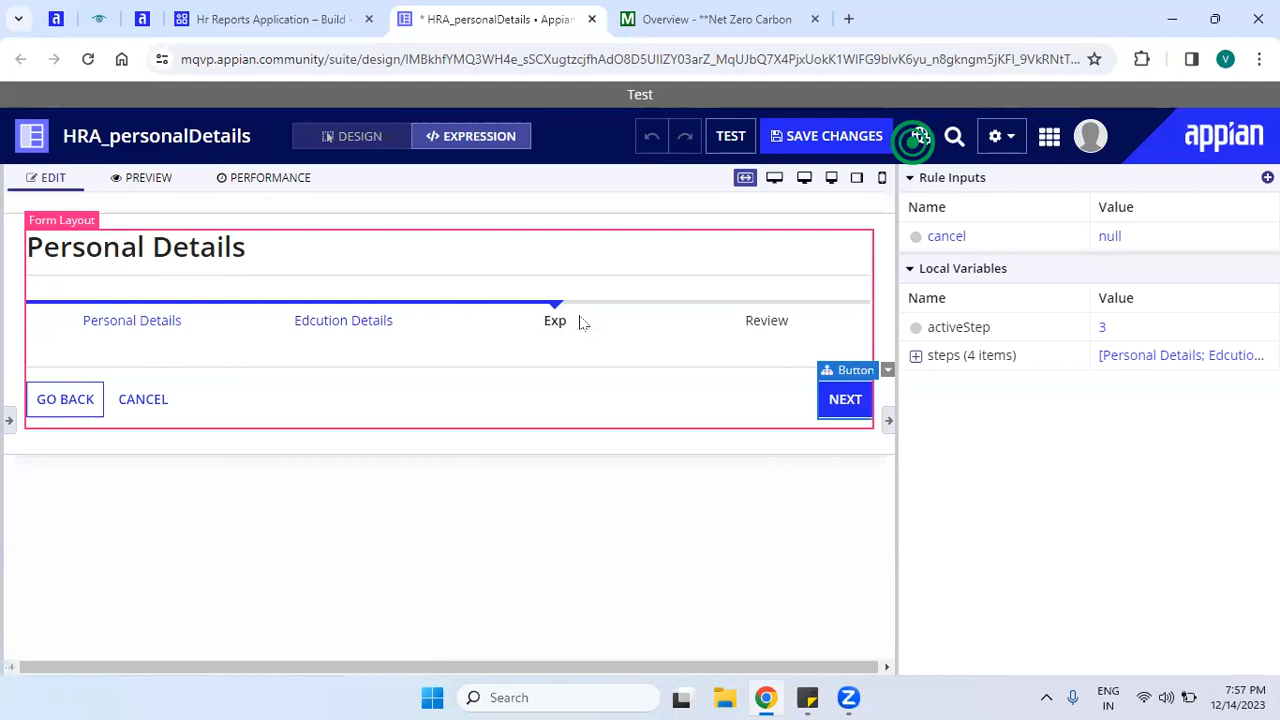 Hr Reports Application – Build -
* HRA_personalDetails • Appian
Overview - **Net Zero Carbon
mqvp.appian.community/suite/design/
Test
HRA_personalDetails
DESIGN
EXPRESSION
TEST
SAVE CHANGES
appian
EDIT
PREVIEW
PERFORMANCE
Form Layout
Personal Details
Personal Details
Edcution Details
Exp
Review
Button
GO BACK
CANCEL
NEXT
Rule Inputs
Name Value
cancel null
Local Variables
Name Value
activeStep 3
steps (4 items) [Personal Details; Edcutio...
Search
ENG
IN
7:57 PM
12/14/2023